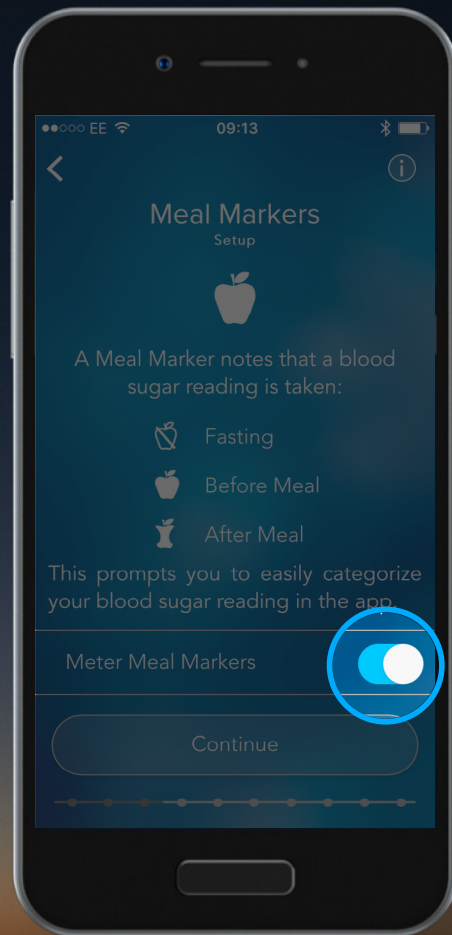 EE 09:13
Meal Markers
Setup
A Meal Marker notes that a blood
sugar reading is taken:
Fasting
Before Meal
After Meal
This prompts you to easily categorize
your blood sugar reading in the app.
Meter Meal Markers
Continue